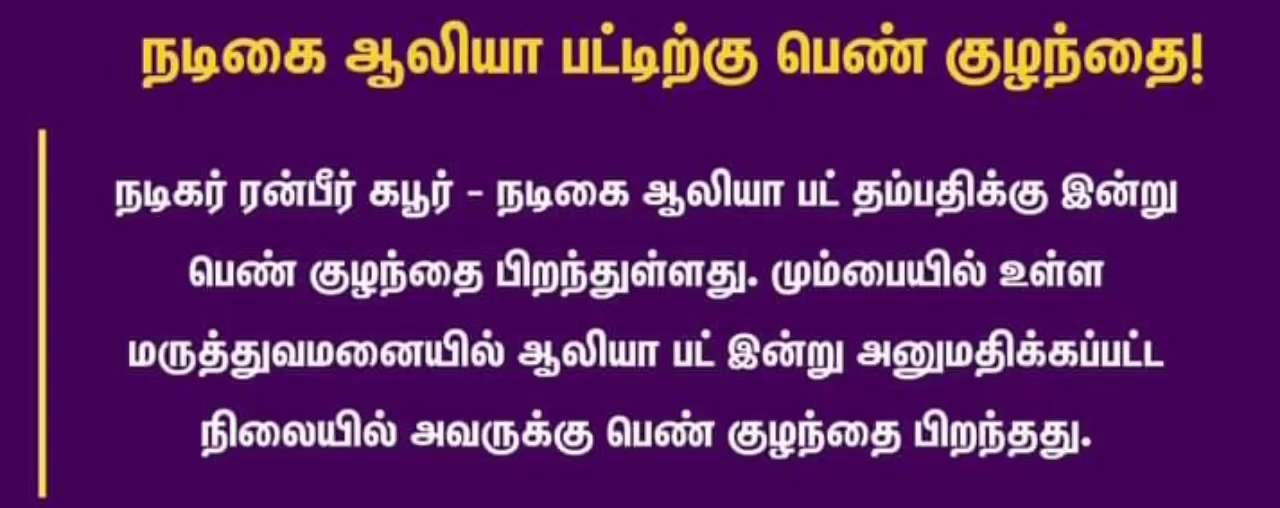 நடிகை ஆலியா பட்டிற்கு பெண் குழந்தை!
நடிகர் ரன்பீர் கபூர் - நடிகை ஆலியா பட் தம்பதிக்கு இன்று
பெண் குழந்தை பிறந்துள்ளது. மும்பையில் உள்ள
மருத்துவமனையில் ஆலியா பட் இன்று அனுமதிக்கப்பட்ட
நிலையில் அவருக்கு பெண் குழந்தை பிறந்தது.